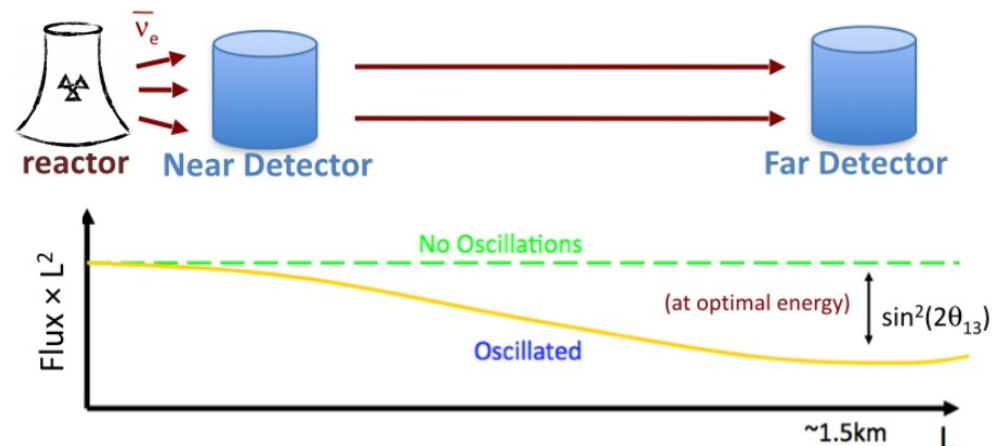 ν̅ₑ
reactor
Near Detector
Far Detector
Flux × L²
No Oscillations
(at optimal energy)
sin²(2θ₁₃)
Oscillated
~1.5km
L